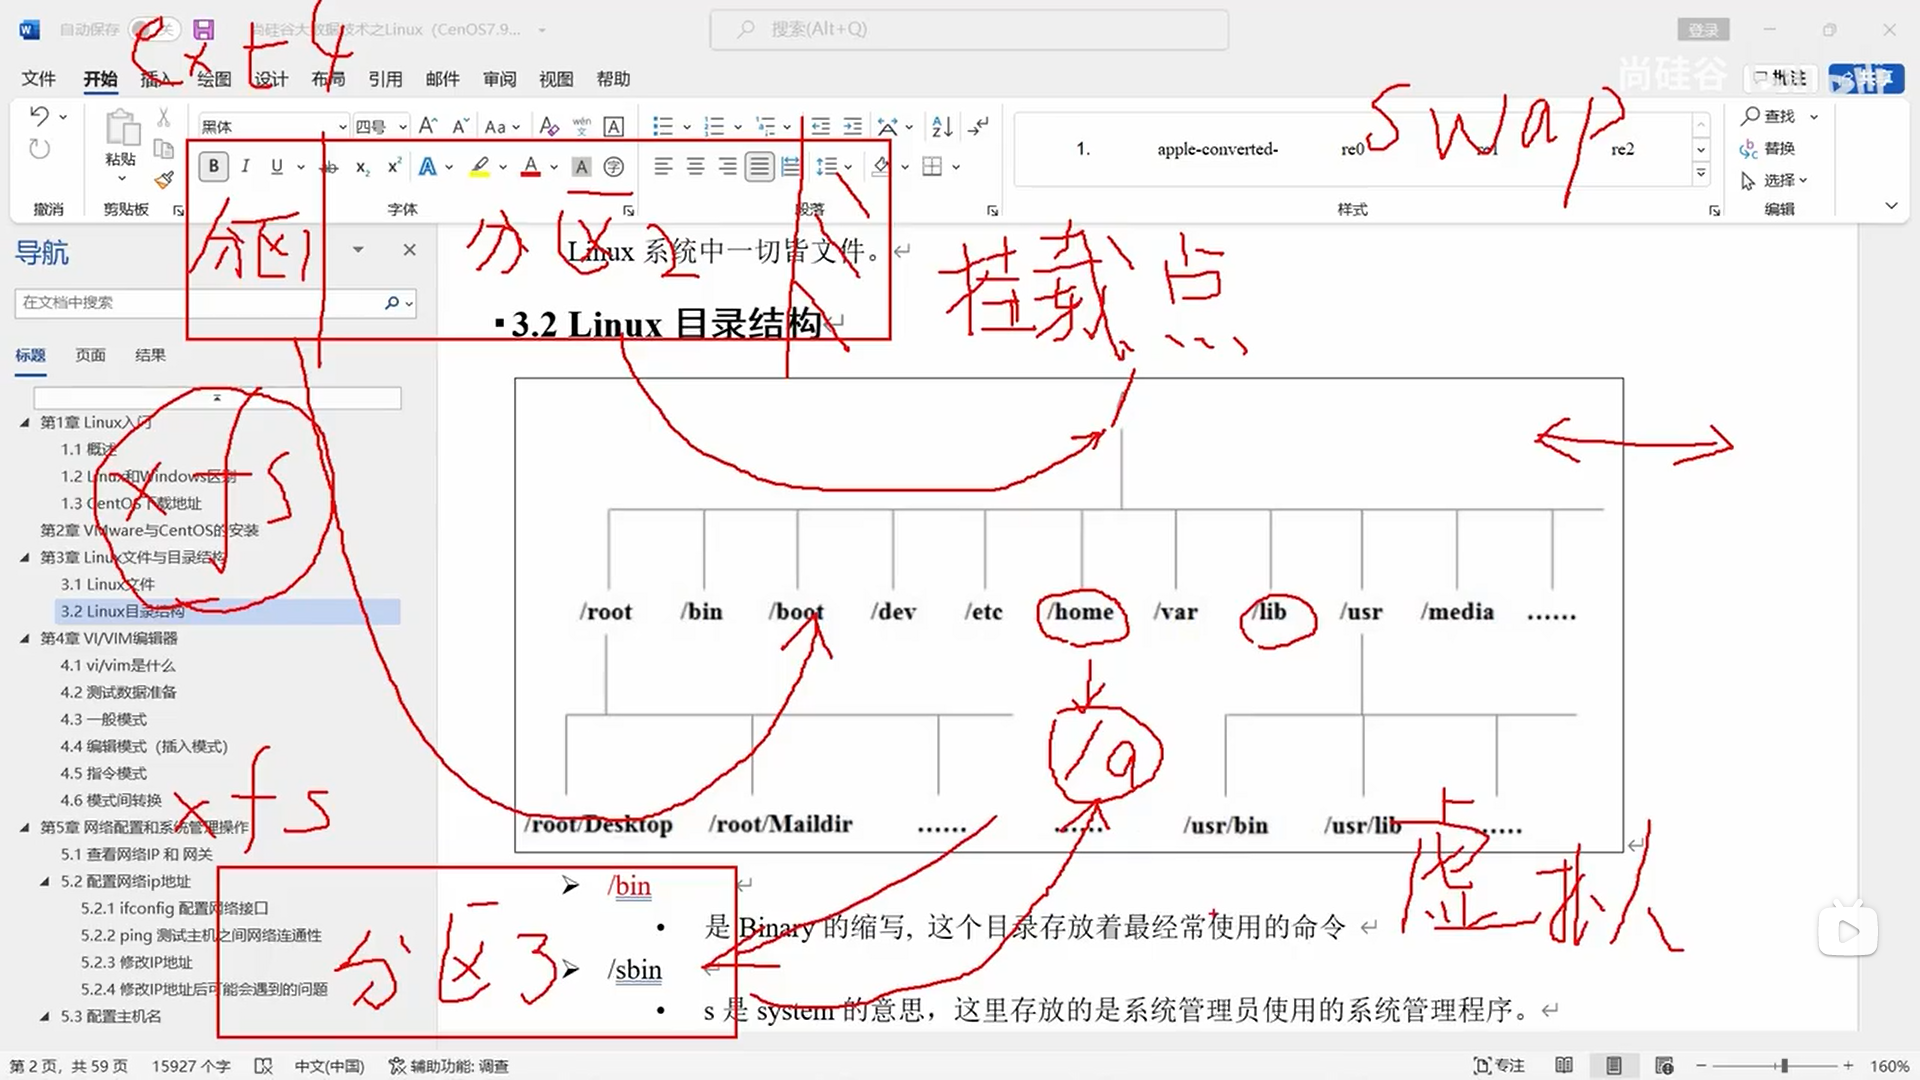 自动保存 关 尚硅谷大数据技术之Linux（CentOS7.9... 搜索(Alt+Q) 登录
ext4
文件 开始 插入 绘图 设计 布局 引用 邮件 审阅 视图 帮助 尚硅谷 批注 共享
黑体 四号 Aa wén 文 A swap
粘贴 B I U ab x₂ x² A A A 字 1. apple-converted- re0 re1 re2 查找
替换
选择
撤消 剪贴板 字体 段落 样式 编辑
分区1 分区2 挂载点
导航
Linux 系统中一切皆文件。
在文档中搜索
3.2 Linux 目录结构
标题 页面 结果
第1章 Linux入门
1.1 概述
1.2 Linux和Windows区别
1.3 CentOS下载地址
第2章 VMware与CentOS的安装
第3章 Linux文件与目录结构
3.1 Linux文件
3.2 Linux目录结构
第4章 VI/VIM编辑器
4.1 vi/vim是什么
4.2 测试数据准备
4.3 一般模式
4.4 编辑模式（插入模式)
4.5 指令模式
4.6 模式间转换
第5章 网络配置和系统管理操作
5.1 查看网络IP 和 网关
5.2 配置网络ip地址
5.2.1 ifconfig 配置网络接口
5.2.2 ping 测试主机之间网络连通性
5.2.3 修改IP地址
5.2.4 修改IP地址后可能会遇到的问题
5.3 配置主机名
xfs
xfs
/
/root /bin /boot /dev /etc /home /var /lib /usr /media ......
/a
/root/Desktop /root/Maildir ...... ...... /usr/bin /usr/lib ......
虚拟
/bin
是 Binary 的缩写, 这个目录存放着最经常使用的命令
分区3
/sbin
s 是 system 的意思，这里存放的是系统管理员使用的系统管理程序。
第 2 页，共 59 页 15927 个字 中文(中国) 辅助功能: 调查 专注 160%